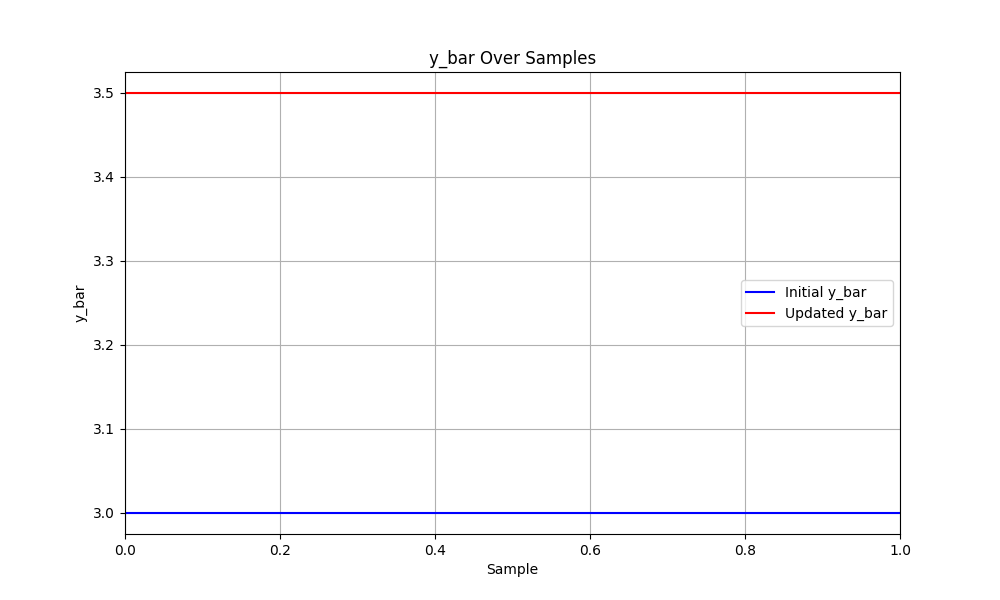 y_bar Over Samples
3.5
3.4
3.3
3.2
3.1
3.0
y_bar
Initial y_bar
Updated y_bar
0.0 0.2 0.4 0.6 0.8 1.0
Sample